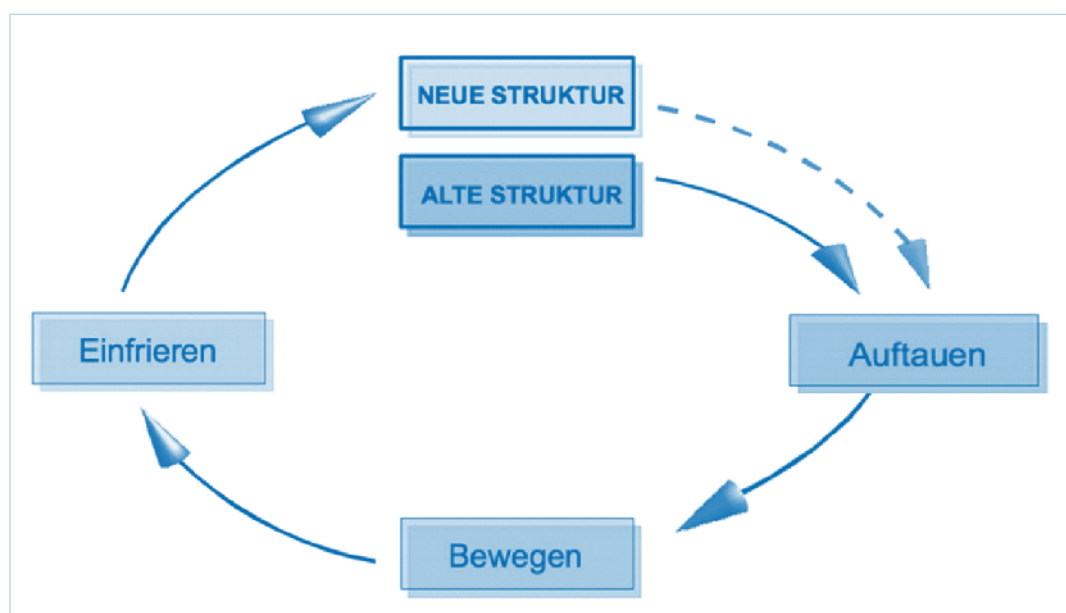 NEUE STRUKTUR
ALTE STRUKTUR
Einfrieren
Auftauen
Bewegen